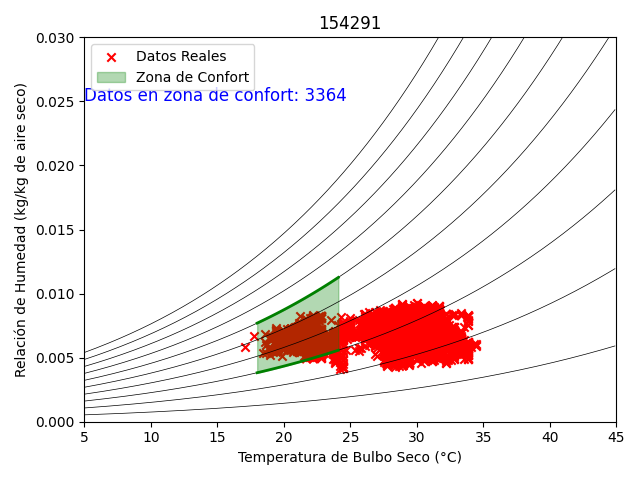 154291
Datos Reales
Zona de Confort
Datos en zona de confort: 3364
Relación de Humedad (kg/kg de aire seco)
0.030
0.025
0.020
0.015
0.010
0.005
0.000
5 10 15 20 25 30 35 40 45
Temperatura de Bulbo Seco (°C)